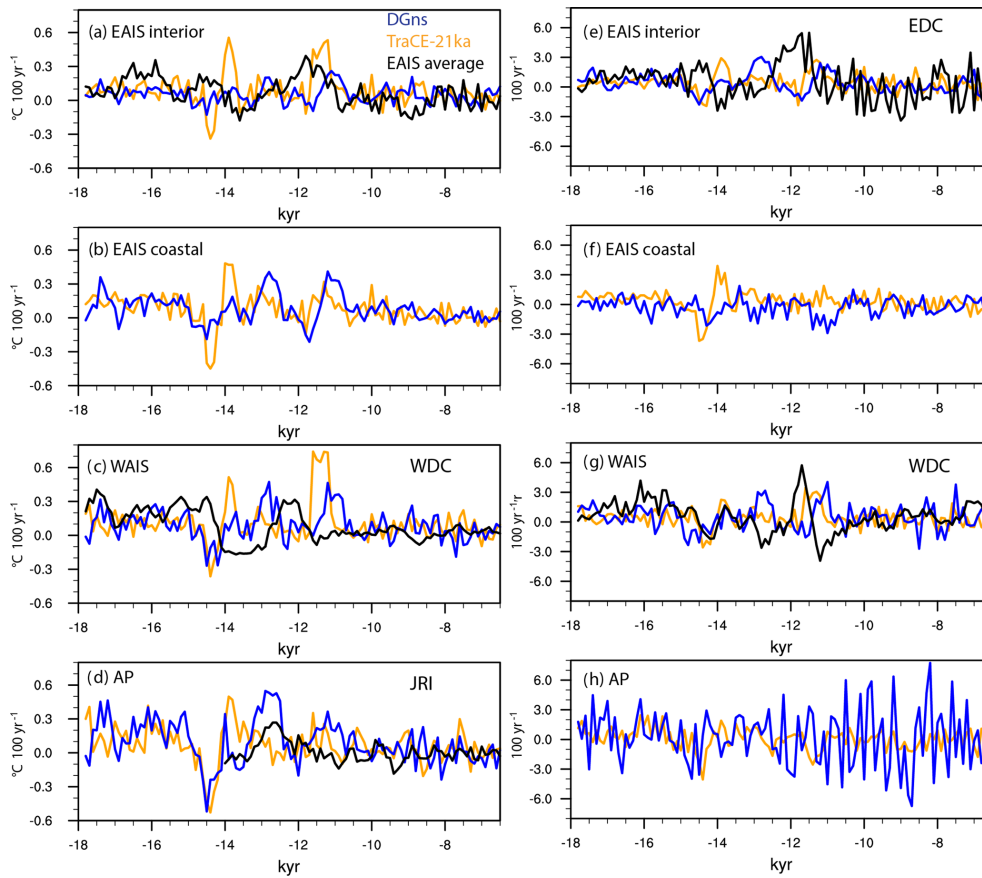 (a) EAIS interior
DGns
TraCE-21ka
EAIS average
°C 100 yr⁻¹
0.6
0.3
0.0
-0.3
-0.6
-18 -16 -14 -12 -10 -8
kyr
(e) EAIS interior EDC
100 yr⁻¹
6.0
3.0
0.0
-3.0
-6.0
-18 -16 -14 -12 -10 -8
kyr
(b) EAIS coastal
°C 100 yr⁻¹
0.6
0.3
0.0
-0.3
-0.6
-18 -16 -14 -12 -10 -8
kyr
(f) EAIS coastal
100 yr⁻¹
6.0
3.0
0.0
-3.0
-6.0
-18 -16 -14 -12 -10 -8
kyr
(c) WAIS WDC
°C 100 yr⁻¹
0.6
0.3
0.0
-0.3
-0.6
-18 -16 -14 -12 -10 -8
kyr
(g) WAIS WDC
100 yr⁻¹r
6.0
3.0
0.0
-3.0
-6.0
-18 -16 -14 -12 -10 -8
kyr
(d) AP JRI
°C 100 yr⁻¹
0.6
0.3
0.0
-0.3
-0.6
-18 -16 -14 -12 -10 -8
kyr
(h) AP
100 yr⁻¹
6.0
3.0
0.0
-3.0
-6.0
-18 -16 -14 -12 -10 -8
kyr